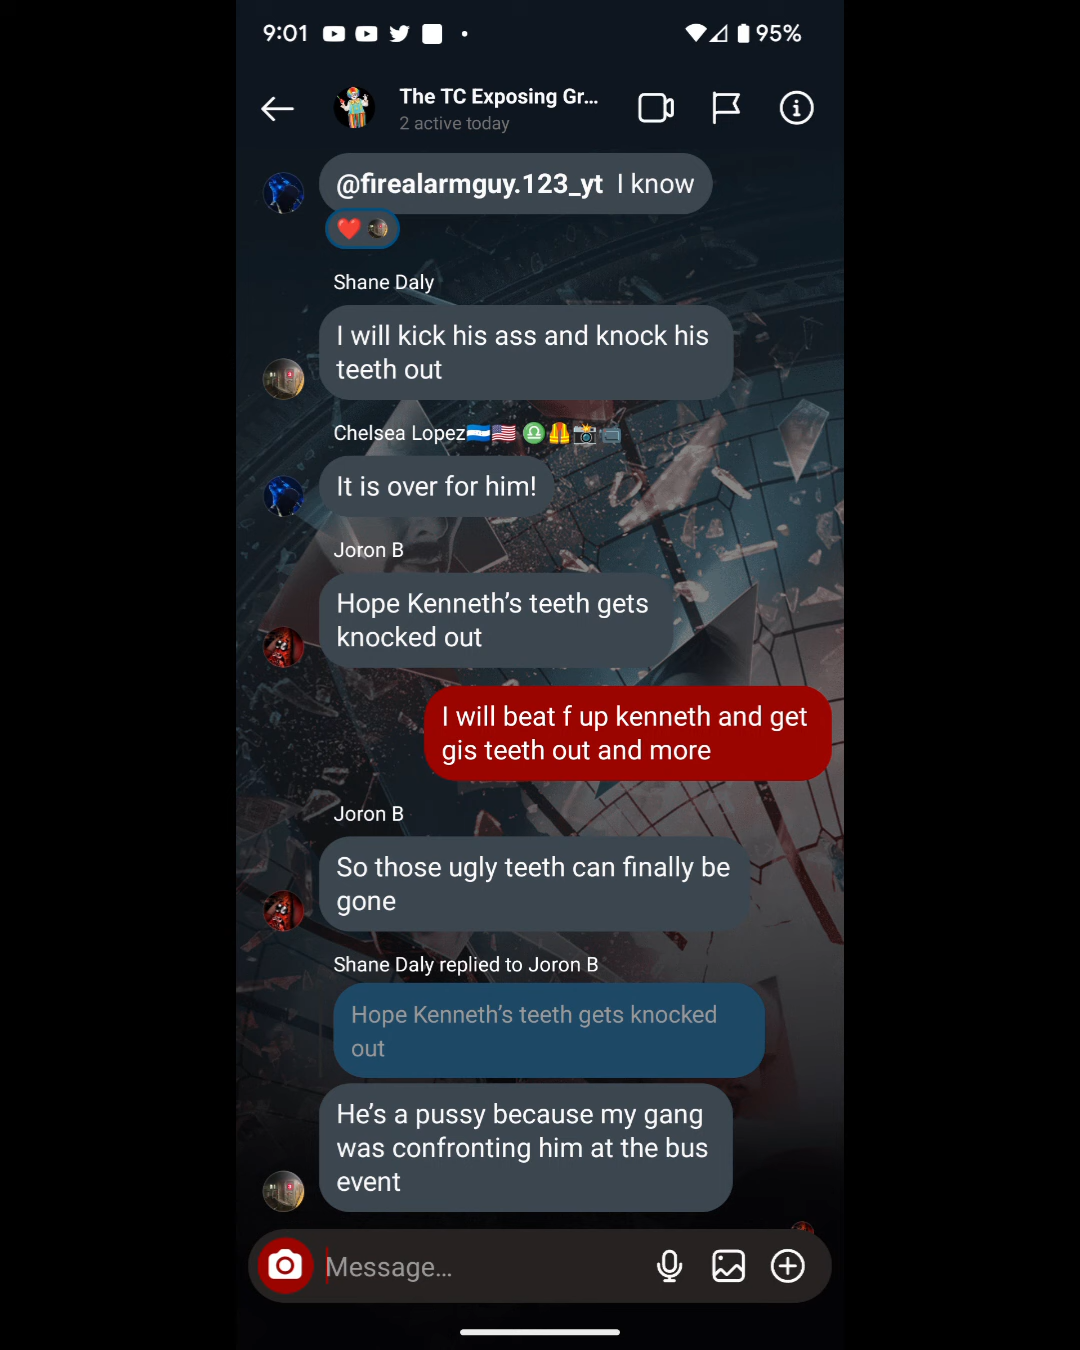 9:01
95%
The TC Exposing Gr...
2 active today
@firealarmguy.123_yt I know
Shane Daly
I will kick his ass and knock his
teeth out
Chelsea Lopez🇭🇳🇺🇸 ♎🦺📸📺
It is over for him!
Joron B
Hope Kenneth's teeth gets
knocked out
I will beat f up kenneth and get
gis teeth out and more
Joron B
So those ugly teeth can finally be
gone
Shane Daly replied to Joron B
Hope Kenneth's teeth gets knocked
out
He's a pussy because my gang
was confronting him at the bus
event
Message...